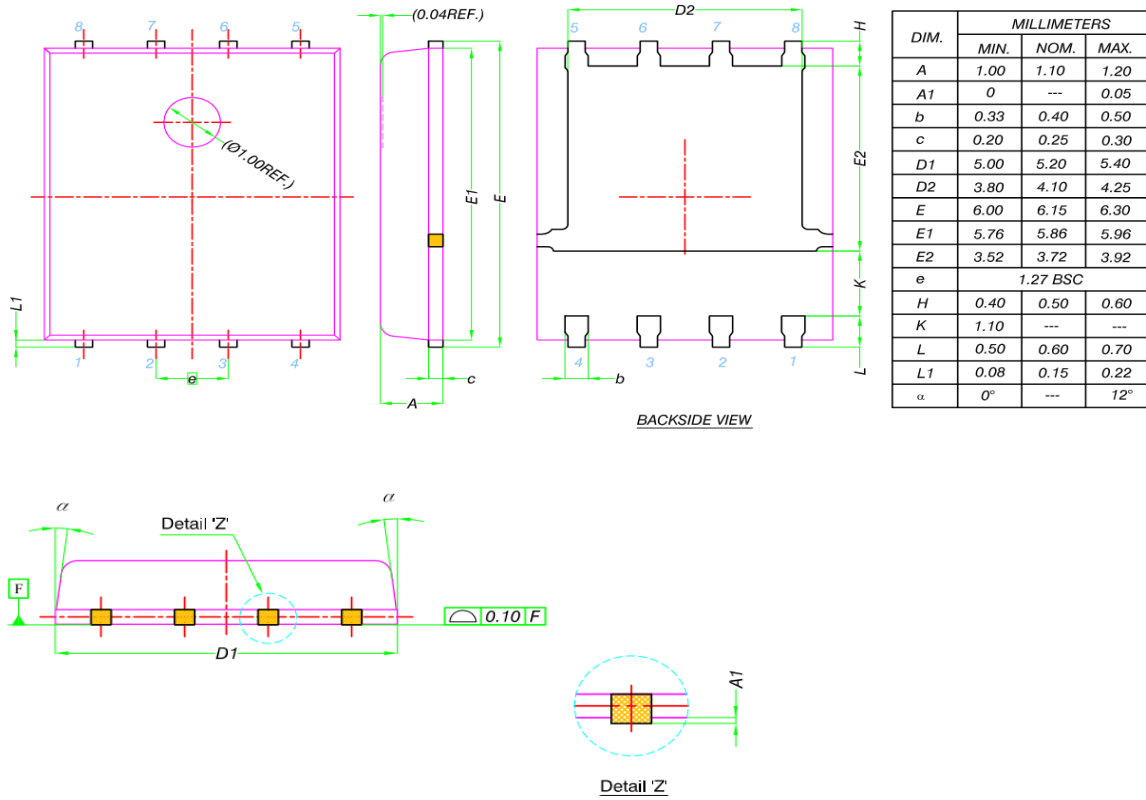 8 7 6 5
(Ø1.00REF.)
L1
1 2 3 4
e
(0.04REF.)
E1
E
c
A
D2
H
5 6 7 8
E2
K
4 3 2 1
L
b
BACKSIDE VIEW
DIM. MILLIMETERS
MIN. NOM. MAX.
A 1.00 1.10 1.20
A1 0 --- 0.05
b 0.33 0.40 0.50
c 0.20 0.25 0.30
D1 5.00 5.20 5.40
D2 3.80 4.10 4.25
E 6.00 6.15 6.30
E1 5.76 5.86 5.96
E2 3.52 3.72 3.92
e 1.27 BSC
H 0.40 0.50 0.60
K 1.10 --- ---
L 0.50 0.60 0.70
L1 0.08 0.15 0.22
α 0° --- 12°
α α
Detail 'Z'
F
0.10 F
D1
A1
Detail 'Z'